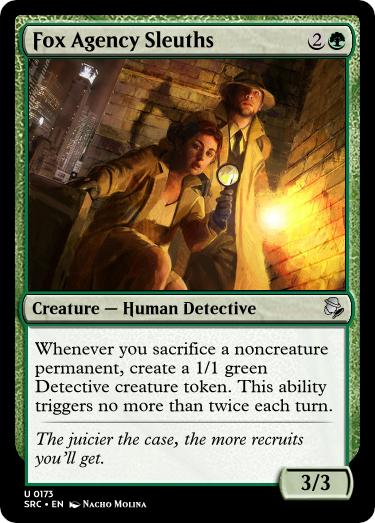 Fox Agency Sleuths 2
Creature — Human Detective
Whenever you sacrifice a noncreature
permanent, create a 1/1 green
Detective creature token. This ability
triggers no more than twice each turn.
The juicier the case, the more recruits
you'll get.
3/3
U 0173
SRC • EN Nacho Molina